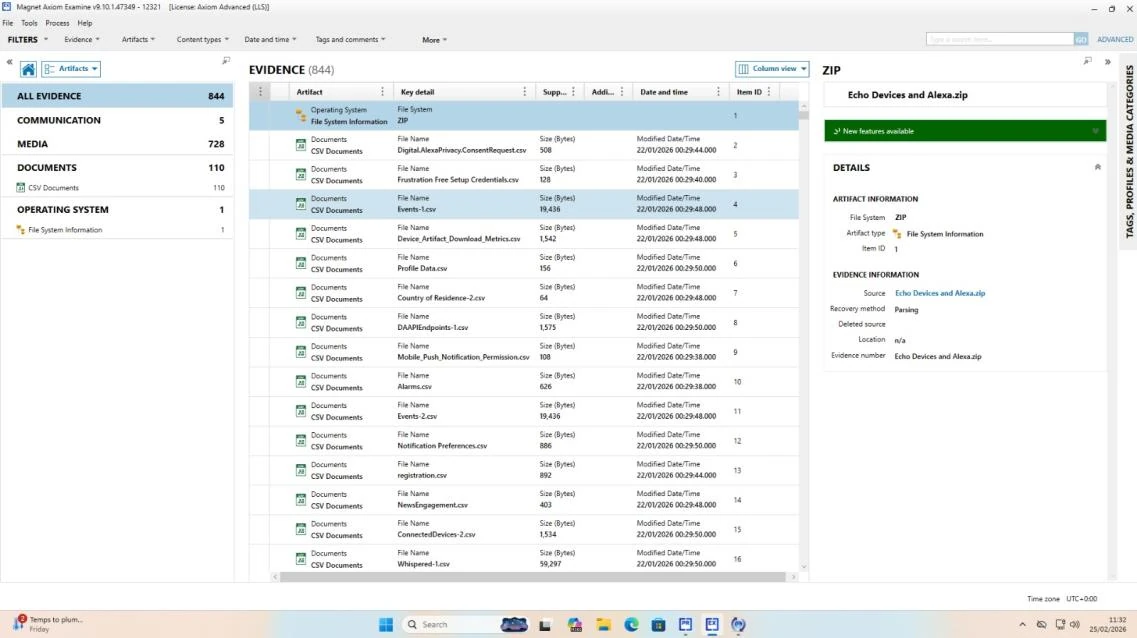 Magnet Axiom Examine v9.10.1.47349 - 12321 [License: Axiom Advanced (LLS)]
File Tools Process Help
FILTERS Evidence Artifacts Content types Date and time Tags and comments More Type a search term... GO ADVANCED
Artifacts
ALL EVIDENCE 844
COMMUNICATION 5
MEDIA 728
DOCUMENTS 110
CSV Documents 110
OPERATING SYSTEM 1
File System Information 1
EVIDENCE (844) Column view
Artifact Key detail Supp... Addi... Date and time Item ID
Operating System File System
File System Information ZIP 1
Documents File Name Size (Bytes) Modified Date/Time
CSV Documents Digital.AlexaPrivacy.ConsentRequest.csv 508 22/01/2026 00:29:44.000 2
Documents File Name Size (Bytes) Modified Date/Time
CSV Documents Frustration Free Setup Credentials.csv 128 22/01/2026 00:29:40.000 3
Documents File Name Size (Bytes) Modified Date/Time
CSV Documents Events-1.csv 19,436 22/01/2026 00:29:48.000 4
Documents File Name Size (Bytes) Modified Date/Time
CSV Documents Device_Artifact_Download_Metrics.csv 1,542 22/01/2026 00:29:48.000 5
Documents File Name Size (Bytes) Modified Date/Time
CSV Documents Profile Data.csv 156 22/01/2026 00:29:50.000 6
Documents File Name Size (Bytes) Modified Date/Time
CSV Documents Country of Residence-2.csv 64 22/01/2026 00:29:48.000 7
Documents File Name Size (Bytes) Modified Date/Time
CSV Documents DAAPIEndpoints-1.csv 1,575 22/01/2026 00:29:50.000 8
Documents File Name Size (Bytes) Modified Date/Time
CSV Documents Mobile_Push_Notification_Permission.csv 108 22/01/2026 00:29:38.000 9
Documents File Name Size (Bytes) Modified Date/Time
CSV Documents Alarms.csv 626 22/01/2026 00:29:38.000 10
Documents File Name Size (Bytes) Modified Date/Time
CSV Documents Events-2.csv 19,436 22/01/2026 00:29:48.000 11
Documents File Name Size (Bytes) Modified Date/Time
CSV Documents Notification Preferences.csv 886 22/01/2026 00:29:50.000 12
Documents File Name Size (Bytes) Modified Date/Time
CSV Documents registration.csv 892 22/01/2026 00:29:44.000 13
Documents File Name Size (Bytes) Modified Date/Time
CSV Documents NewsEngagement.csv 403 22/01/2026 00:29:48.000 14
Documents File Name Size (Bytes) Modified Date/Time
CSV Documents ConnectedDevices-2.csv 1,534 22/01/2026 00:29:50.000 15
Documents File Name Size (Bytes) Modified Date/Time
CSV Documents Whispered-1.csv 59,297 22/01/2026 00:29:50.000 16
ZIP
Echo Devices and Alexa.zip
New features available
DETAILS
ARTIFACT INFORMATION
File System ZIP
Artifact type File System Information
Item ID 1
EVIDENCE INFORMATION
Source Echo Devices and Alexa.zip
Recovery method Parsing
Deleted source
Location n/a
Evidence number Echo Devices and Alexa.zip
TAGS, PROFILES & MEDIA CATEGORIES
Time zone UTC+0:00
2 Temps to plum...
Friday
Search
11:32
25/02/2026